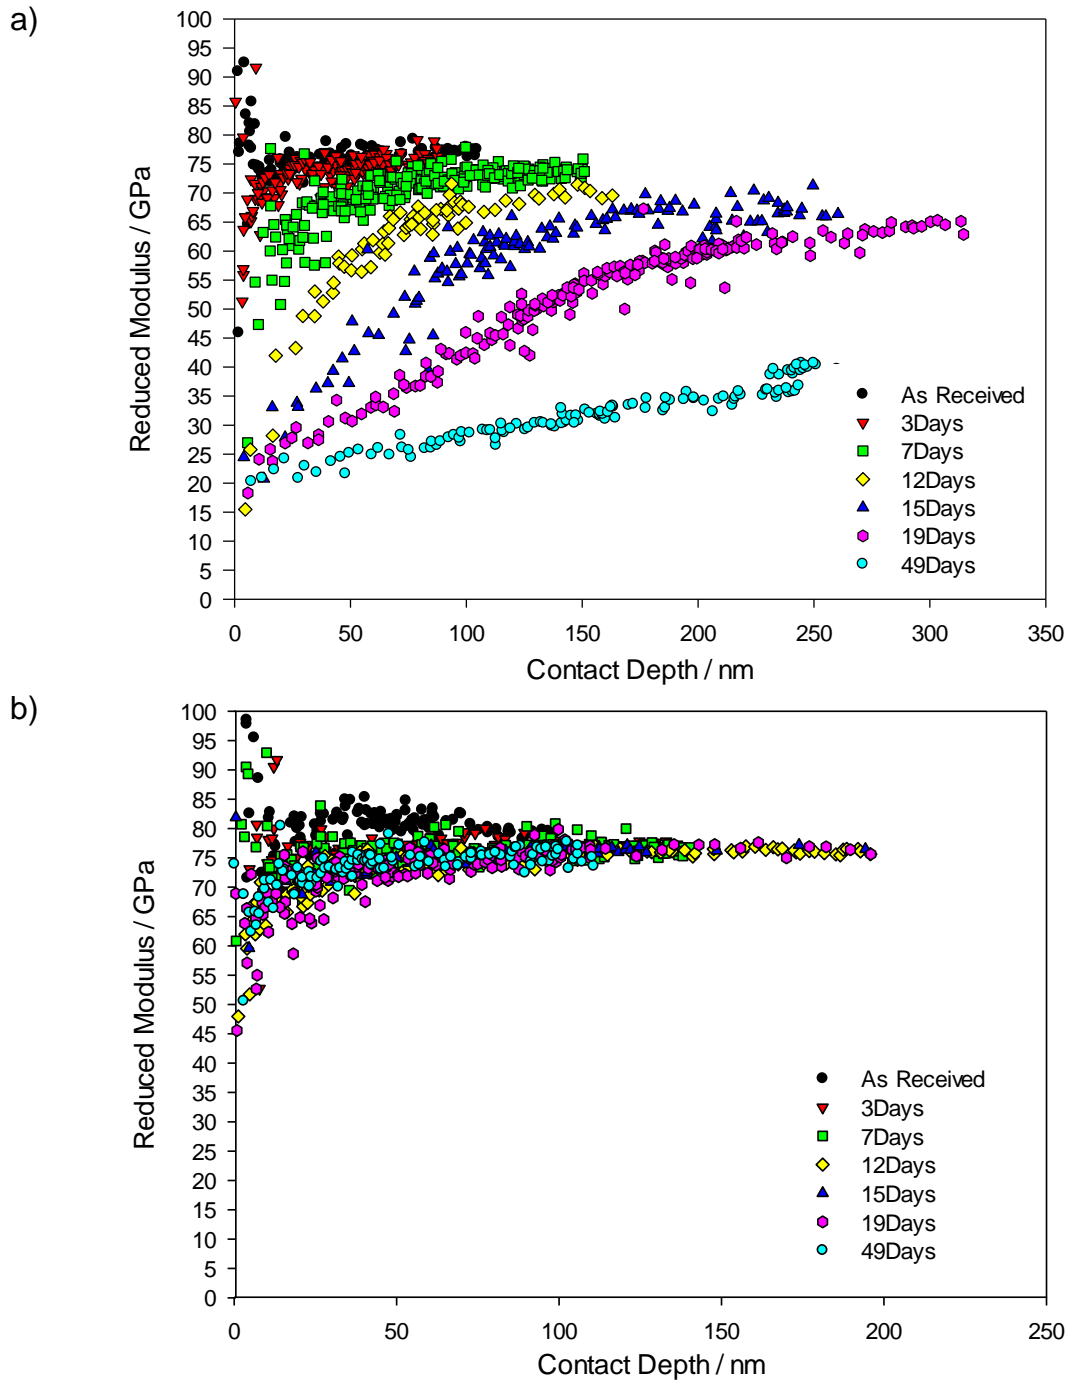 a)
Reduced Modulus / GPa
100
95
90
85
80
75
70
65
60
55
50
45
40
35
30
25
20
15
10
5
0
As Received
3Days
7Days
12Days
15Days
19Days
49Days
0 50 100 150 200 250 300 350
Contact Depth / nm
b)
Reduced Modulus / GPa
100
95
90
85
80
75
70
65
60
55
50
45
40
35
30
25
20
15
10
5
0
As Received
3Days
7Days
12Days
15Days
19Days
49Days
0 50 100 150 200 250
Contact Depth / nm